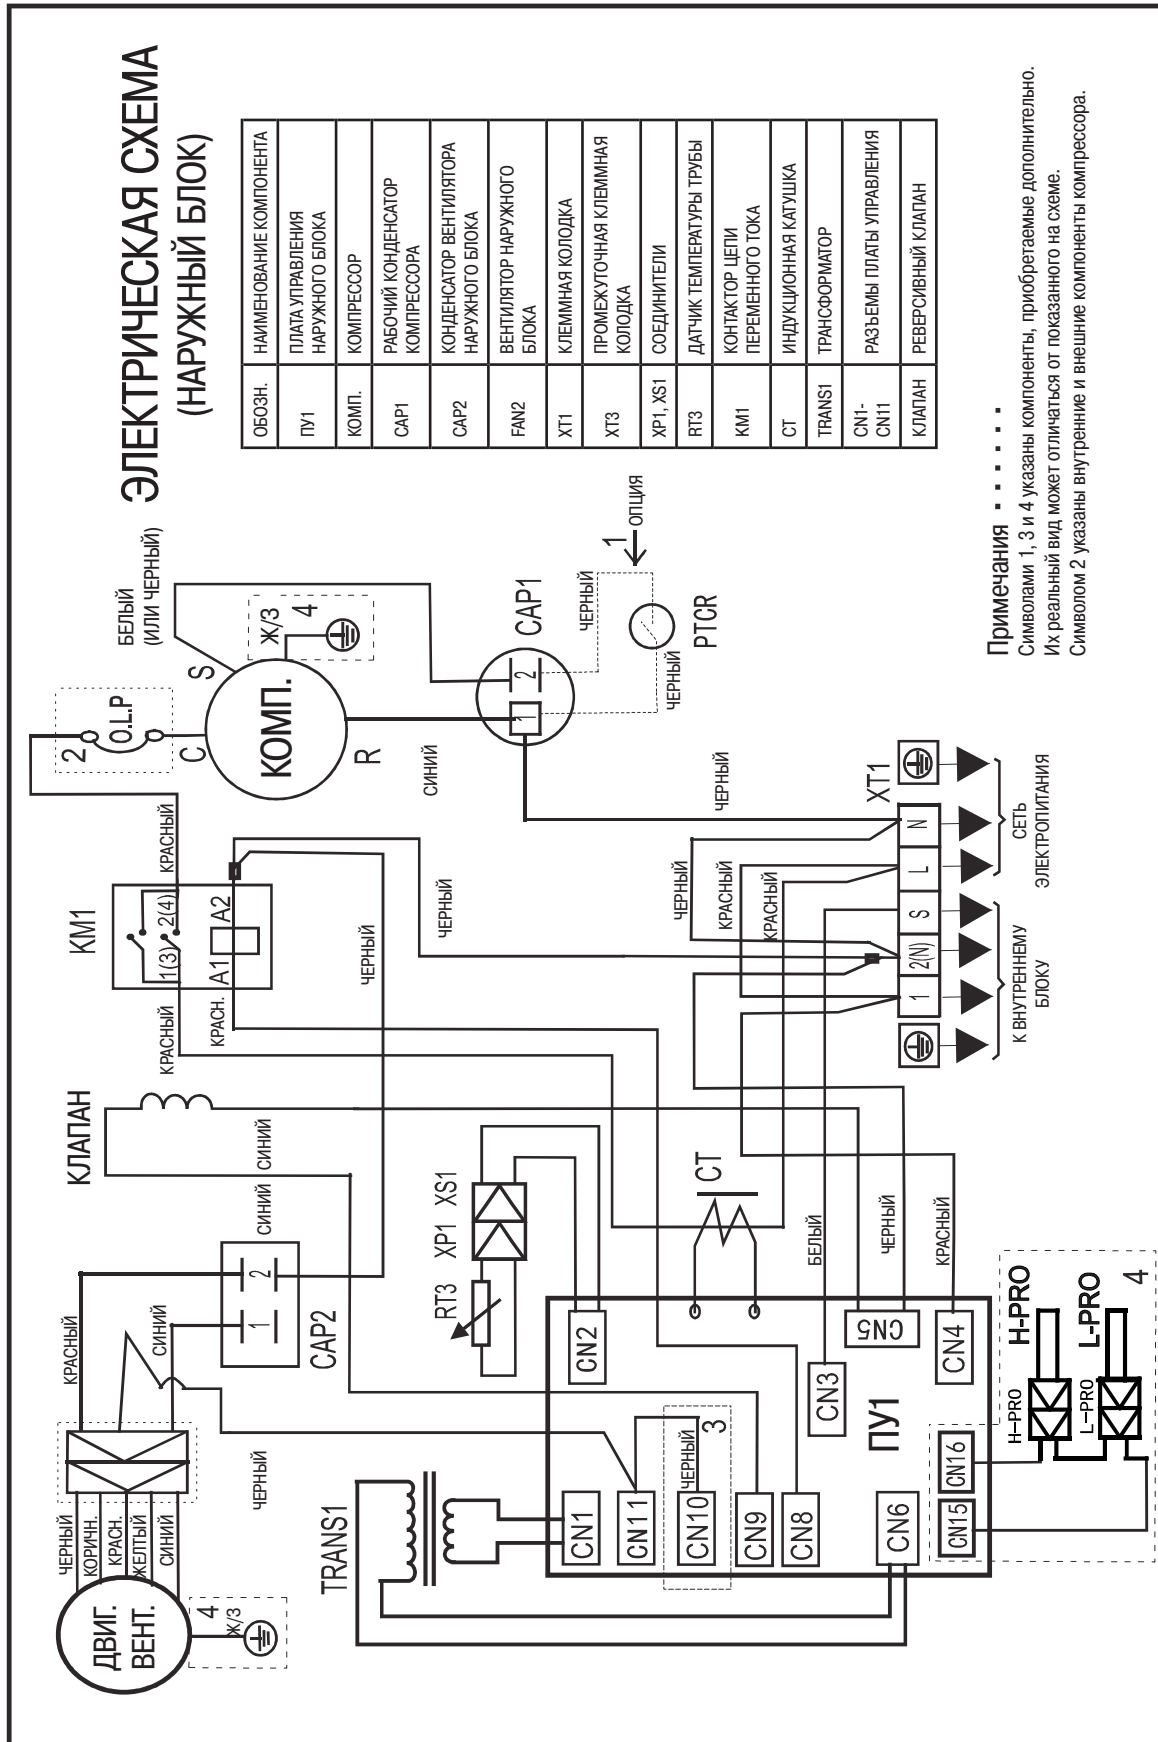 ЭЛЕКТРИЧЕСКАЯ СХЕМА
(НАРУЖНЫЙ БЛОК)
ОБОЗН. НАИМЕНОВАНИЕ КОМПОНЕНТА
ПУ1 ПЛАТА УПРАВЛЕНИЯ
НАРУЖНОГО БЛОКА
КОМП. КОМПРЕССОР
CAP1 РАБОЧИЙ КОНДЕНСАТОР
КОМПРЕССОРА
CAP2 КОНДЕНСАТОР ВЕНТИЛЯТОРА
НАРУЖНОГО БЛОКА
FAN2 ВЕНТИЛЯТОР НАРУЖНОГО
БЛОКА
XT1 КЛЕММНАЯ КОЛОДКА
XT3 ПРОМЕЖУТОЧНАЯ КЛЕММНАЯ
КОЛОДКА
XP1, XS1 СОЕДИНИТЕЛИ
RT3 ДАТЧИК ТЕМПЕРАТУРЫ ТРУБЫ
KM1 КОНТАКТОР ЦЕПИ
ПЕРЕМЕННОГО ТОКА
CT ИНДУКЦИОННАЯ КАТУШКА
TRANS1 ТРАНСФОРМАТОР
CN1-
CN11 РАЗЪЕМЫ ПЛАТЫ УПРАВЛЕНИЯ
КЛАПАН РЕВЕРСИВНЫЙ КЛАПАН
Примечания · · · · · ·
Символами 1, 3 и 4 указаны компоненты, приобретаемые дополнительно.
Их реальный вид может отличаться от показанного на схеме.
Символом 2 указаны внутренние и внешние компоненты компрессора.
БЕЛЫЙ
(ИЛИ ЧЕРНЫЙ)
2
O.L.P
S
C
R
КОМП.
Ж/З
4
CAP1
1
2
СИНИЙ
ЧЕРНЫЙ
ЧЕРНЫЙ
PTCR
1
ОПЦИЯ
KM1
КРАСНЫЙ
1(3)
2(4)
A1
A2
КРАСНЫЙ
КРАСН.
ЧЕРНЫЙ
ЧЕРНЫЙ
ЧЕРНЫЙ
ЧЕРНЫЙ
КРАСНЫЙ
КРАСНЫЙ
XT1
1
2(N)
S
L
N
К ВНУТРЕННЕМУ
БЛОКУ
СЕТЬ
ЭЛЕКТРОПИТАНИЯ
КЛАПАН
СИНИЙ
СИНИЙ
CAP2
1
2
КРАСНЫЙ
СИНИЙ
RT3
XP1
XS1
CT
БЕЛЫЙ
ЧЕРНЫЙ
КРАСНЫЙ
ДВИГ.
ВЕНТ.
4
Ж/З
ЧЕРНЫЙ
КОРИЧН.
КРАСН.
ЖЕЛТЫЙ
СИНИЙ
ЧЕРНЫЙ
TRANS1
CN1
CN11
CN10
ЧЕРНЫЙ
3
CN9
CN8
CN6
CN2
CN3
CN5
CN4
ПУ1
CN15
CN16
H-PRO
H-PRO
L-PRO
L-PRO
4